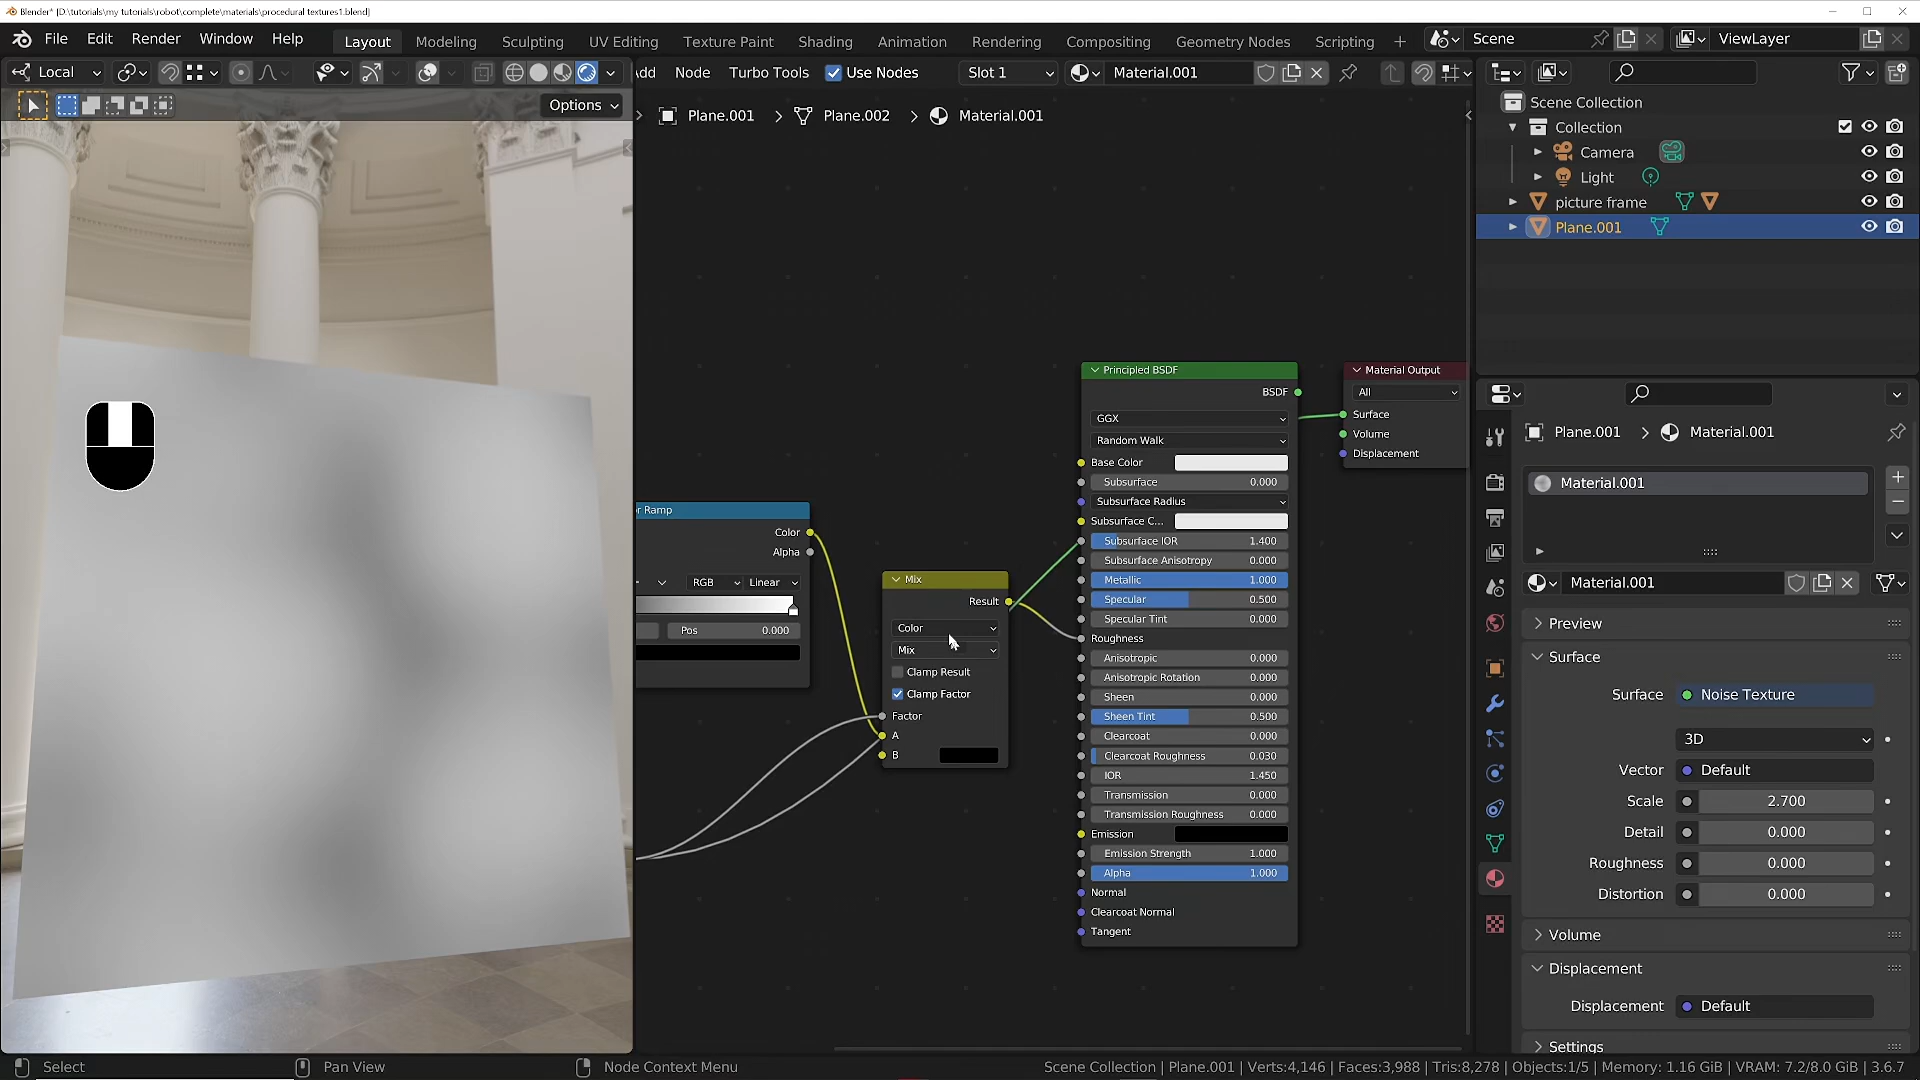 Blender* [D:\tutorials\my tutorials\robot\complete\materials\procedural textures1.blend]
File Edit Render Window Help Layout Modeling Sculpting UV Editing Texture Paint Shading Animation Rendering Compositing Geometry Nodes Scripting + Scene ViewLayer
Local dd Node Turbo Tools Use Nodes Slot 1 Material.001
Options
Plane.001 > Plane.002 > Material.001
Scene Collection
Collection
Camera
Light
picture frame
Plane.001
Plane.001 > Material.001
Material.001
Material.001
Preview
Surface
Surface Noise Texture
3D
Vector Default
Scale 2.700
Detail 0.000
Roughness 0.000
Distortion 0.000
Volume
Displacement
Displacement Default
Settings
r Ramp
Color
Alpha
RGB Linear
Pos 0.000
Mix
Result
Color
Mix
Clamp Result
Clamp Factor
Factor
A
B
Principled BSDF
BSDF
GGX
Random Walk
Base Color
Subsurface 0.000
Subsurface Radius
Subsurface C...
Subsurface IOR 1.400
Subsurface Anisotropy 0.000
Metallic 1.000
Specular 0.500
Specular Tint 0.000
Roughness
Anisotropic 0.000
Anisotropic Rotation 0.000
Sheen 0.000
Sheen Tint 0.500
Clearcoat 0.000
Clearcoat Roughness 0.030
IOR 1.450
Transmission 0.000
Transmission Roughness 0.000
Emission
Emission Strength 1.000
Alpha 1.000
Normal
Clearcoat Normal
Tangent
Material Output
All
Surface
Volume
Displacement
Select Pan View Node Context Menu Scene Collection | Plane.001 | Verts:4,146 | Faces:3,988 | Tris:8,278 | Objects:1/5 | Memory: 1.16 GiB | VRAM: 7.2/8.0 GiB | 3.6.7